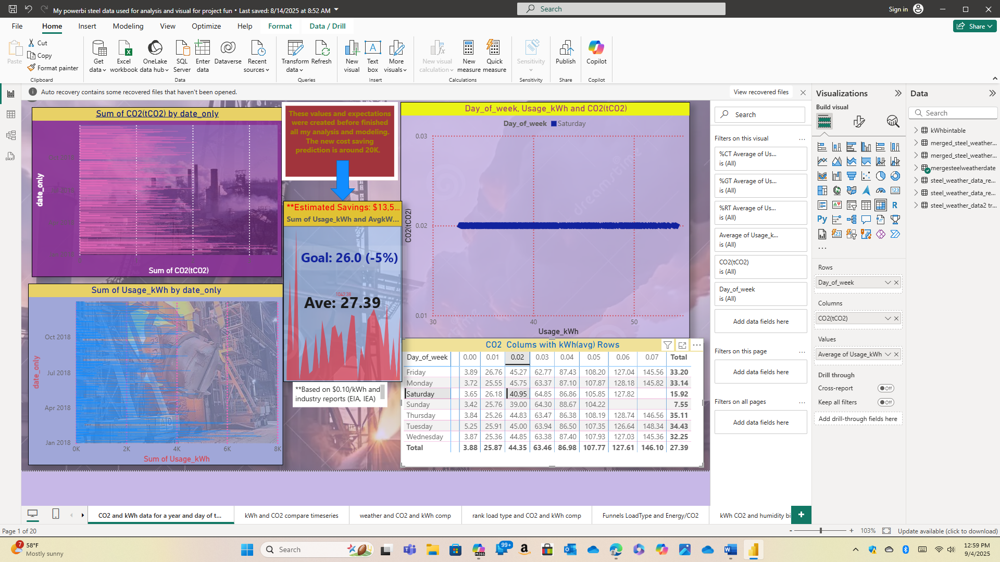 My powerbi steel data used for analysis and visual for project fun • Last saved: 8/14/2025 at 8:52 AM
Search
Sign in
File
Home
Insert
Modeling
View
Optimize
Help
Format
Data / Drill
Share
Paste
Cut
Copy
Format painter
Clipboard
Get data
Excel workbook
OneLake data hub
SQL Server
Enter data
Dataverse
Recent sources
Data
Transform data
Refresh
Queries
New visual
Text box
More visuals
Insert
New visual calculation
New measure
Quick measure
Calculations
Sensitivity
Sensitivity
Publish
Share
Copilot
Copilot
Auto recovery contains some recovered files that haven't been opened.
View recovered files
Sum of CO2(tCO2) by date_only
date_only
Sum of CO2(tCO2)
Sum of Usage_kWh by date_only
date_only
Oct 2018
Jul 2018
Apr 2018
Jan 2018
0K 2K 4K 6K 8K
Sum of Usage_kWh
These values and expectations
were created before finished
all my analysis and modeling.
The new cost saving
prediction is around 20K.
**Estimated Savings: $13,5...
Sum of Usage_kWh and AvgkW...
Goal: 26.0 (-5%)
1042.38
Ave: 27.39
**Based on $0.10/kWh and
industry reports (EIA, IEA)
Day_of_week, Usage_kWh and CO2(tCO2)
Day_of_week Saturday
CO2(tCO2)
0.03
0.02
0.01
30 40 50
Usage_kWh
dreamstime
CO2 Colums with kWh(avg) Rows
Day_of_week 0.00 0.01 0.02 0.03 0.04 0.05 0.06 0.07 Total
Friday 3.89 26.76 45.27 62.77 87.43 108.20 127.04 145.56 33.20
Monday 3.72 25.55 45.75 63.37 87.10 107.87 128.18 145.82 33.14
Saturday 3.65 26.18 40.95 64.85 86.86 105.85 127.82 15.92
Sunday 3.42 25.76 39.00 64.30 88.67 104.22 7.55
Thursday 3.84 25.26 44.83 63.47 86.38 108.19 128.74 146.56 35.11
Tuesday 5.25 25.91 45.00 63.94 86.50 107.35 126.64 148.34 34.43
Wednesday 3.87 25.36 44.85 63.38 87.40 107.93 127.03 145.36 32.25
Total 3.88 25.87 44.35 63.46 86.98 107.77 127.61 146.10 27.39
Search
Filters on this visual
%CT Average of Us...
is (All)
%GT Average of Us...
is (All)
%RT Average of Us...
is (All)
Average of Usage_k...
is (All)
CO2(tCO2)
is (All)
Day_of_week
is (All)
Add data fields here
Filters on this page
Add data fields here
Filters on all pages
Add data fields here
Visualizations
Build visual
R
Py
123
Rows
Day_of_week
Columns
CO2(tCO2)
Values
Average of Usage_kWh
Drill through
Cross-report
Off
Keep all filters
Off
Add drill-through fields here
Data
Search
kWhbintable
merged_steel_weather...
merged_steel_weather...
mergesteelweatherdate
steel_weather_data_re...
steel_weather_data_re...
steel_weather_data2 tr...
CO2 and kWh data for a year and day of t...
kWh and CO2 compare timeseries
weather and CO2 and kWh comp
rank load type and CO2 and kWh comp
Funnels LoadType and Energy/CO2
kWh CO2 and humidity bi
Page 1 of 20
103%
Update available (click to download)
7
58°F
Mostly sunny
Search
M365
99+
12:59 PM
9/4/2025